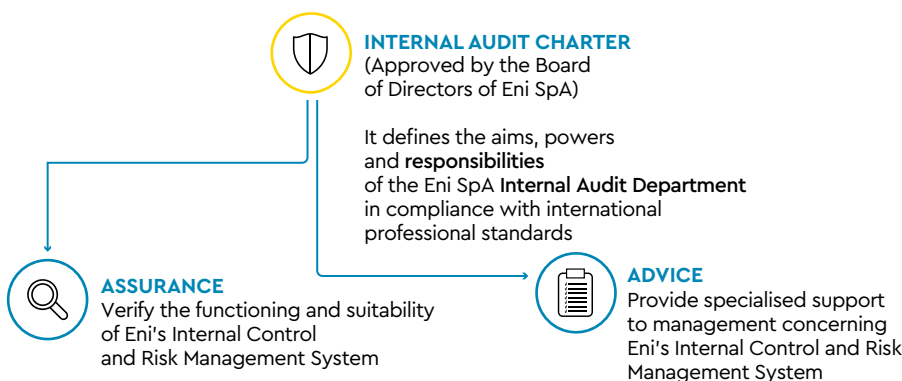 INTERNAL AUDIT CHARTER
(Approved by the Board
of Directors of Eni SpA)
It defines the aims, powers
and responsibilities
of the Eni SpA Internal Audit Department
in compliance with international
professional standards
ASSURANCE
Verify the functioning and suitability
of Eni's Internal Control
and Risk Management System
ADVICE
Provide specialised support
to management concerning
Eni's Internal Control and Risk
Management System